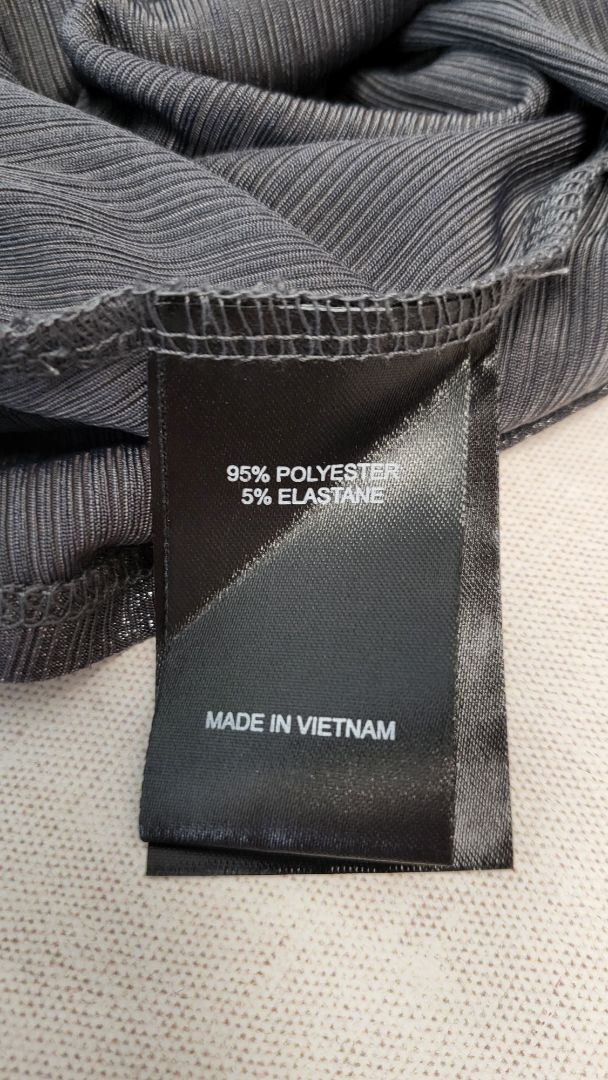 95% POLYESTER
5% ELASTANE
MADE IN VIETNAM